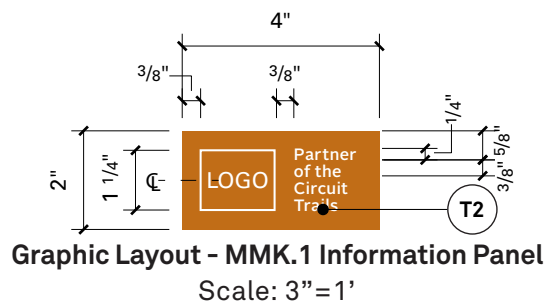 4"
3/8"
3/8"
1/4"
5/8"
3/8"
2"
1 1/4"
℄
LOGO
Partner
of the
Circuit
Trails
T2
Graphic Layout - MMK.1 Information Panel
Scale: 3”=1’